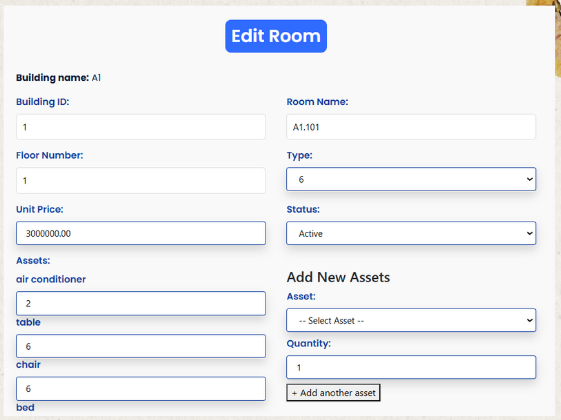 Edit Room
Building name: A1
Building ID:
1
Room Name:
A1.101
Floor Number:
1
Type:
6
Unit Price:
3000000.00
Status:
Active
Assets:
air conditioner
2
table
6
chair
6
bed
Add New Assets
Asset:
-- Select Asset --
Quantity:
1
+ Add another asset